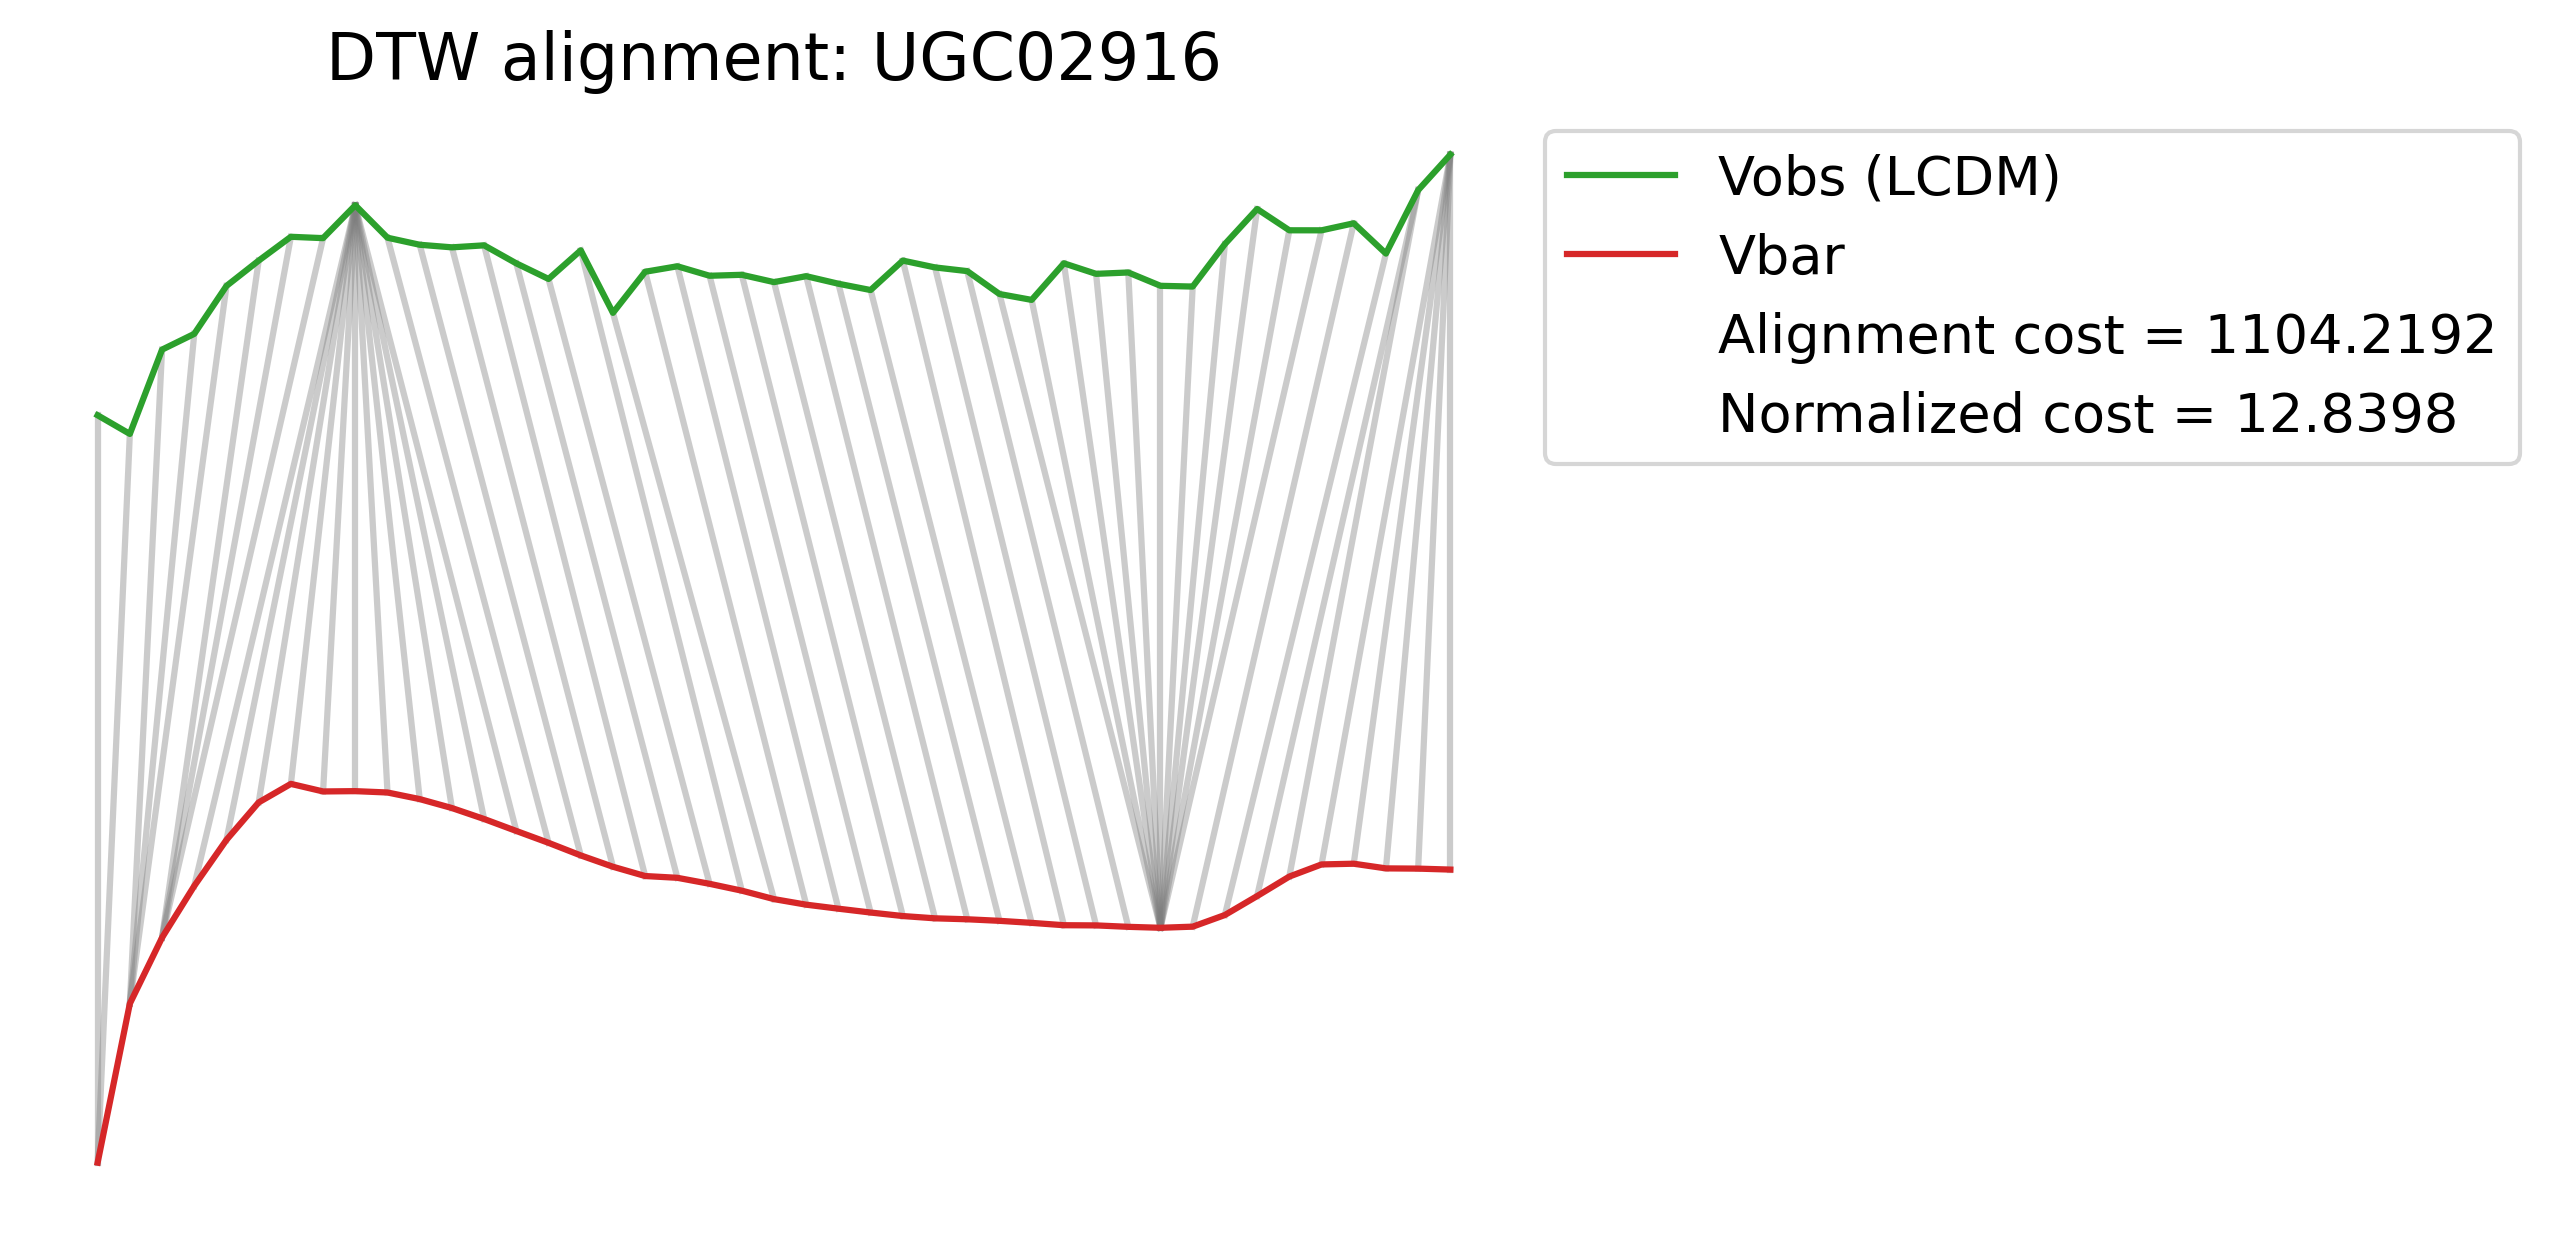 DTW alignment: UGC02916
Vobs (LCDM)
Vbar
Alignment cost = 1104.2192
Normalized cost = 12.8398